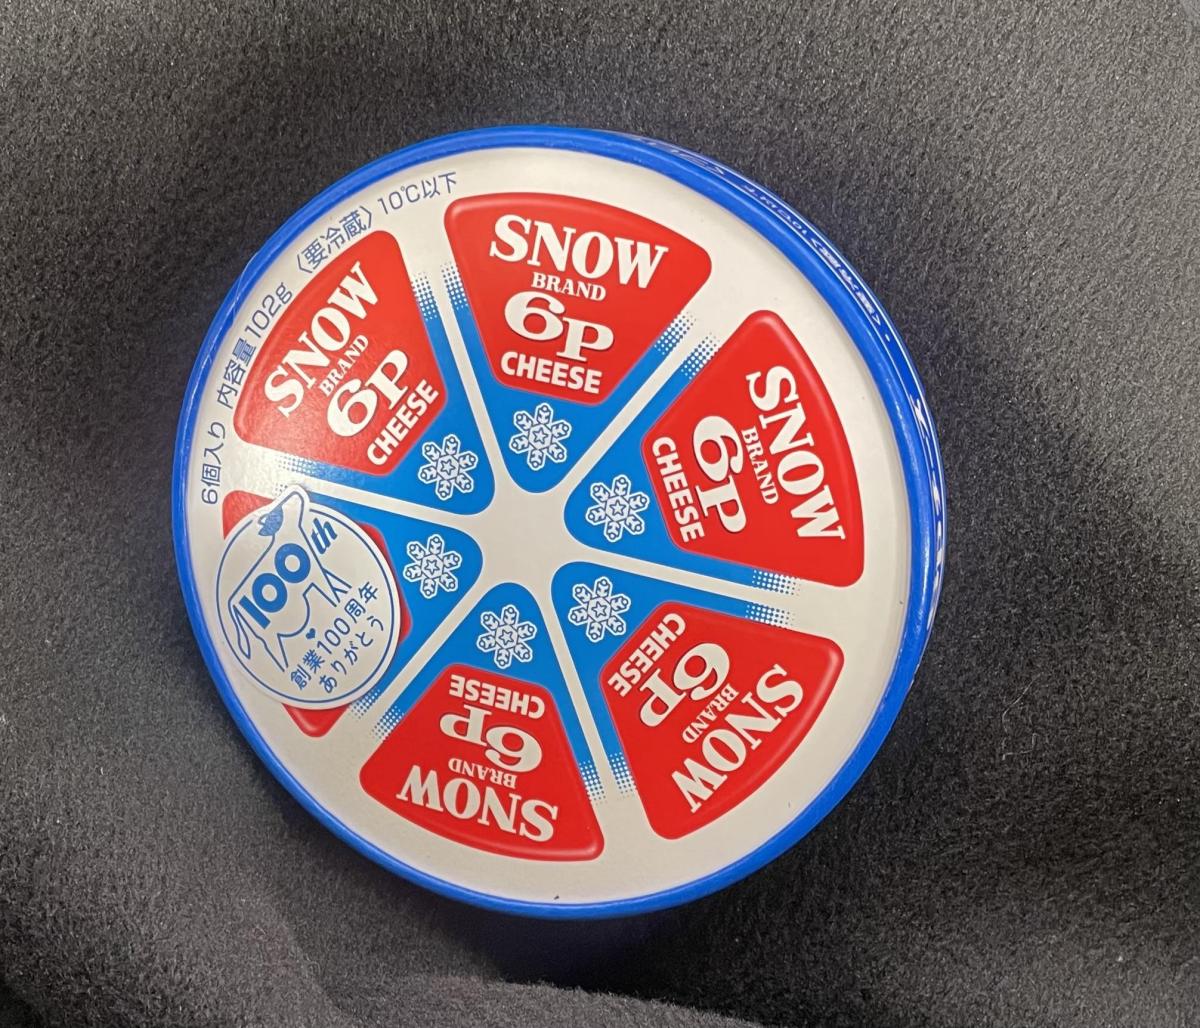 6個入り 内容量102g 〈要冷蔵〉 10℃以下
SNOW
BRAND
6P
CHEESE
SNOW
BRAND
6P
CHEESE
SNOW
BRAND
6P
CHEESE
SNOW
BRAND
6P
CHEESE
SNOW
BRAND
6P
CHEESE
100th
創業100周年
ありがとう